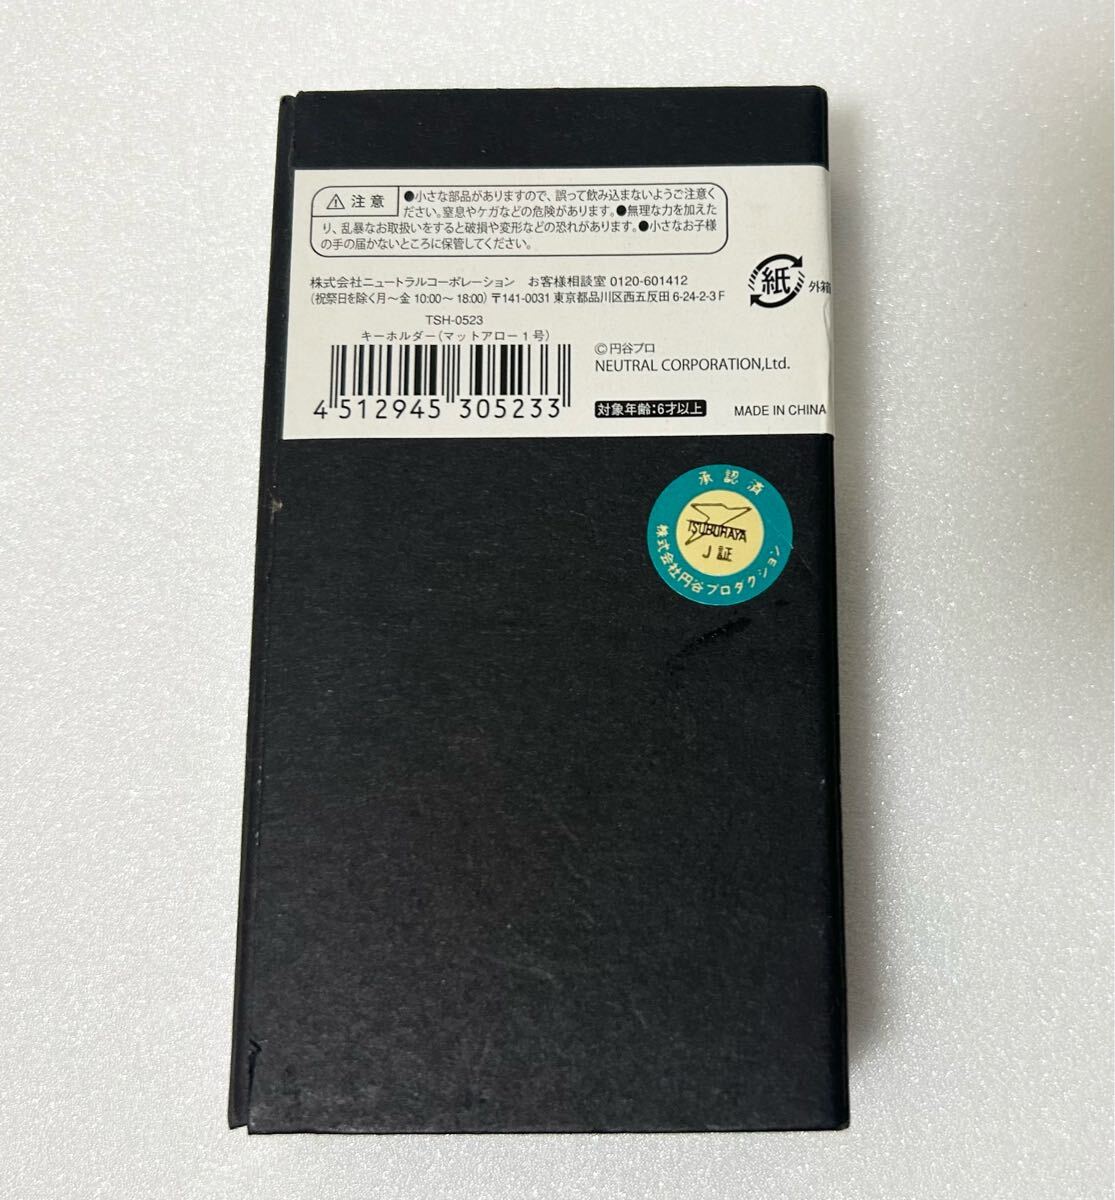 注意
●小さな部品がありますので、誤って飲み込まないようご注意く
ださい。窒息やケガなどの危険があります。●無理な力を加えた
り、乱暴なお取扱いをすると破損や変形などの恐れがあります。●小さなお子様
の手の届かないところに保管してください。
株式会社ニュートラルコーポレーション お客様相談室 0120-601412
(祝祭日を除く月〜金 10:00〜18:00) 〒141-0031 東京都品川区西五反田 6-24-2-3F
紙 外箱
TSH-0523
キーホルダー(マットアロー1号)
4 512945 305233
©円谷プロ
NEUTRAL CORPORATION,Ltd.
対象年齢:6才以上
MADE IN CHINA
承認済
TSUBURAYA
J証
株式会社円谷プロダクション